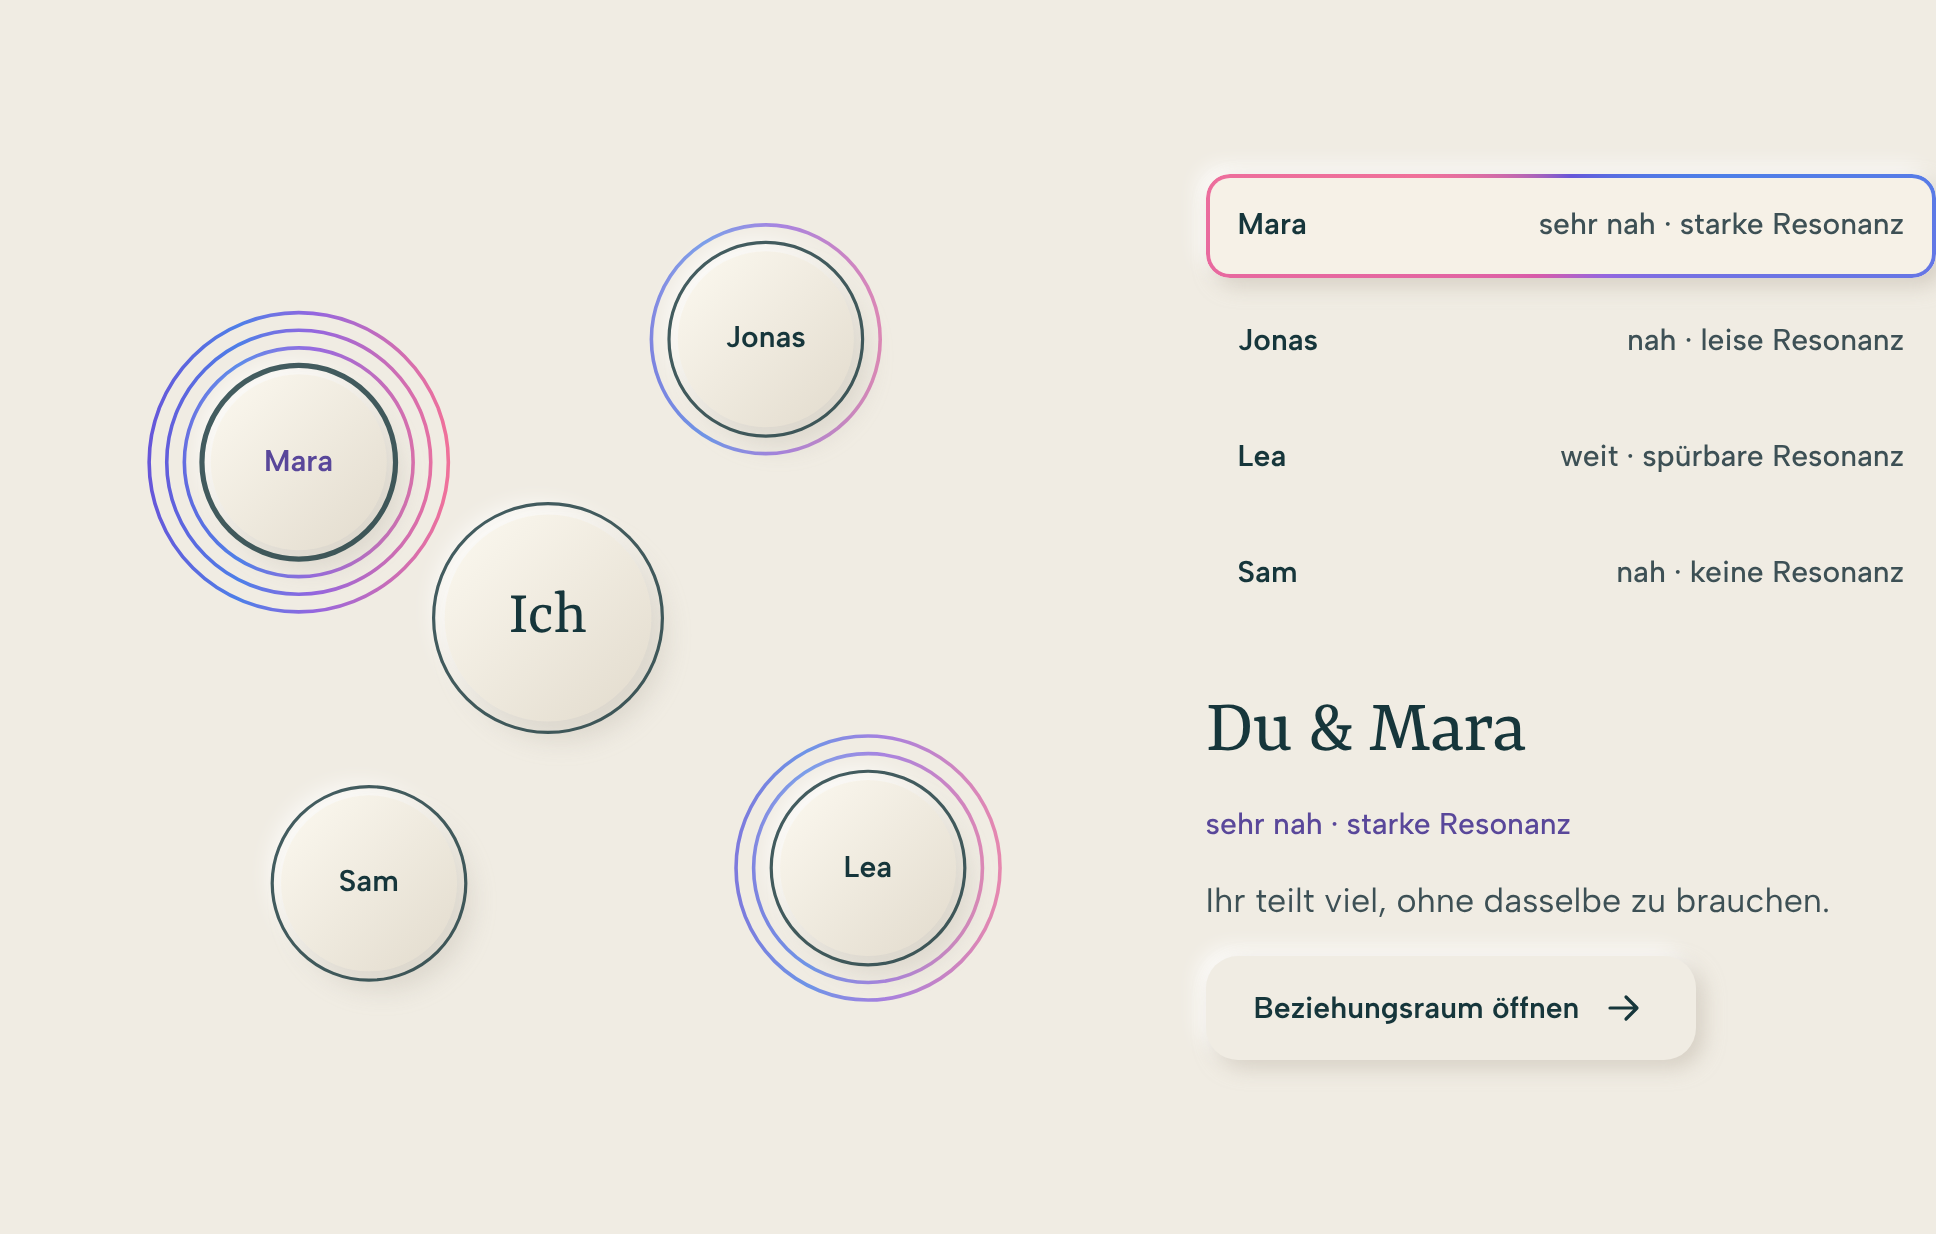 Jonas
Mara
Ich
Sam
Lea
Mara sehr nah · starke Resonanz
Jonas nah · leise Resonanz
Lea weit · spürbare Resonanz
Sam nah · keine Resonanz
Du & Mara
sehr nah · starke Resonanz
Ihr teilt viel, ohne dasselbe zu brauchen.
Beziehungsraum öffnen →